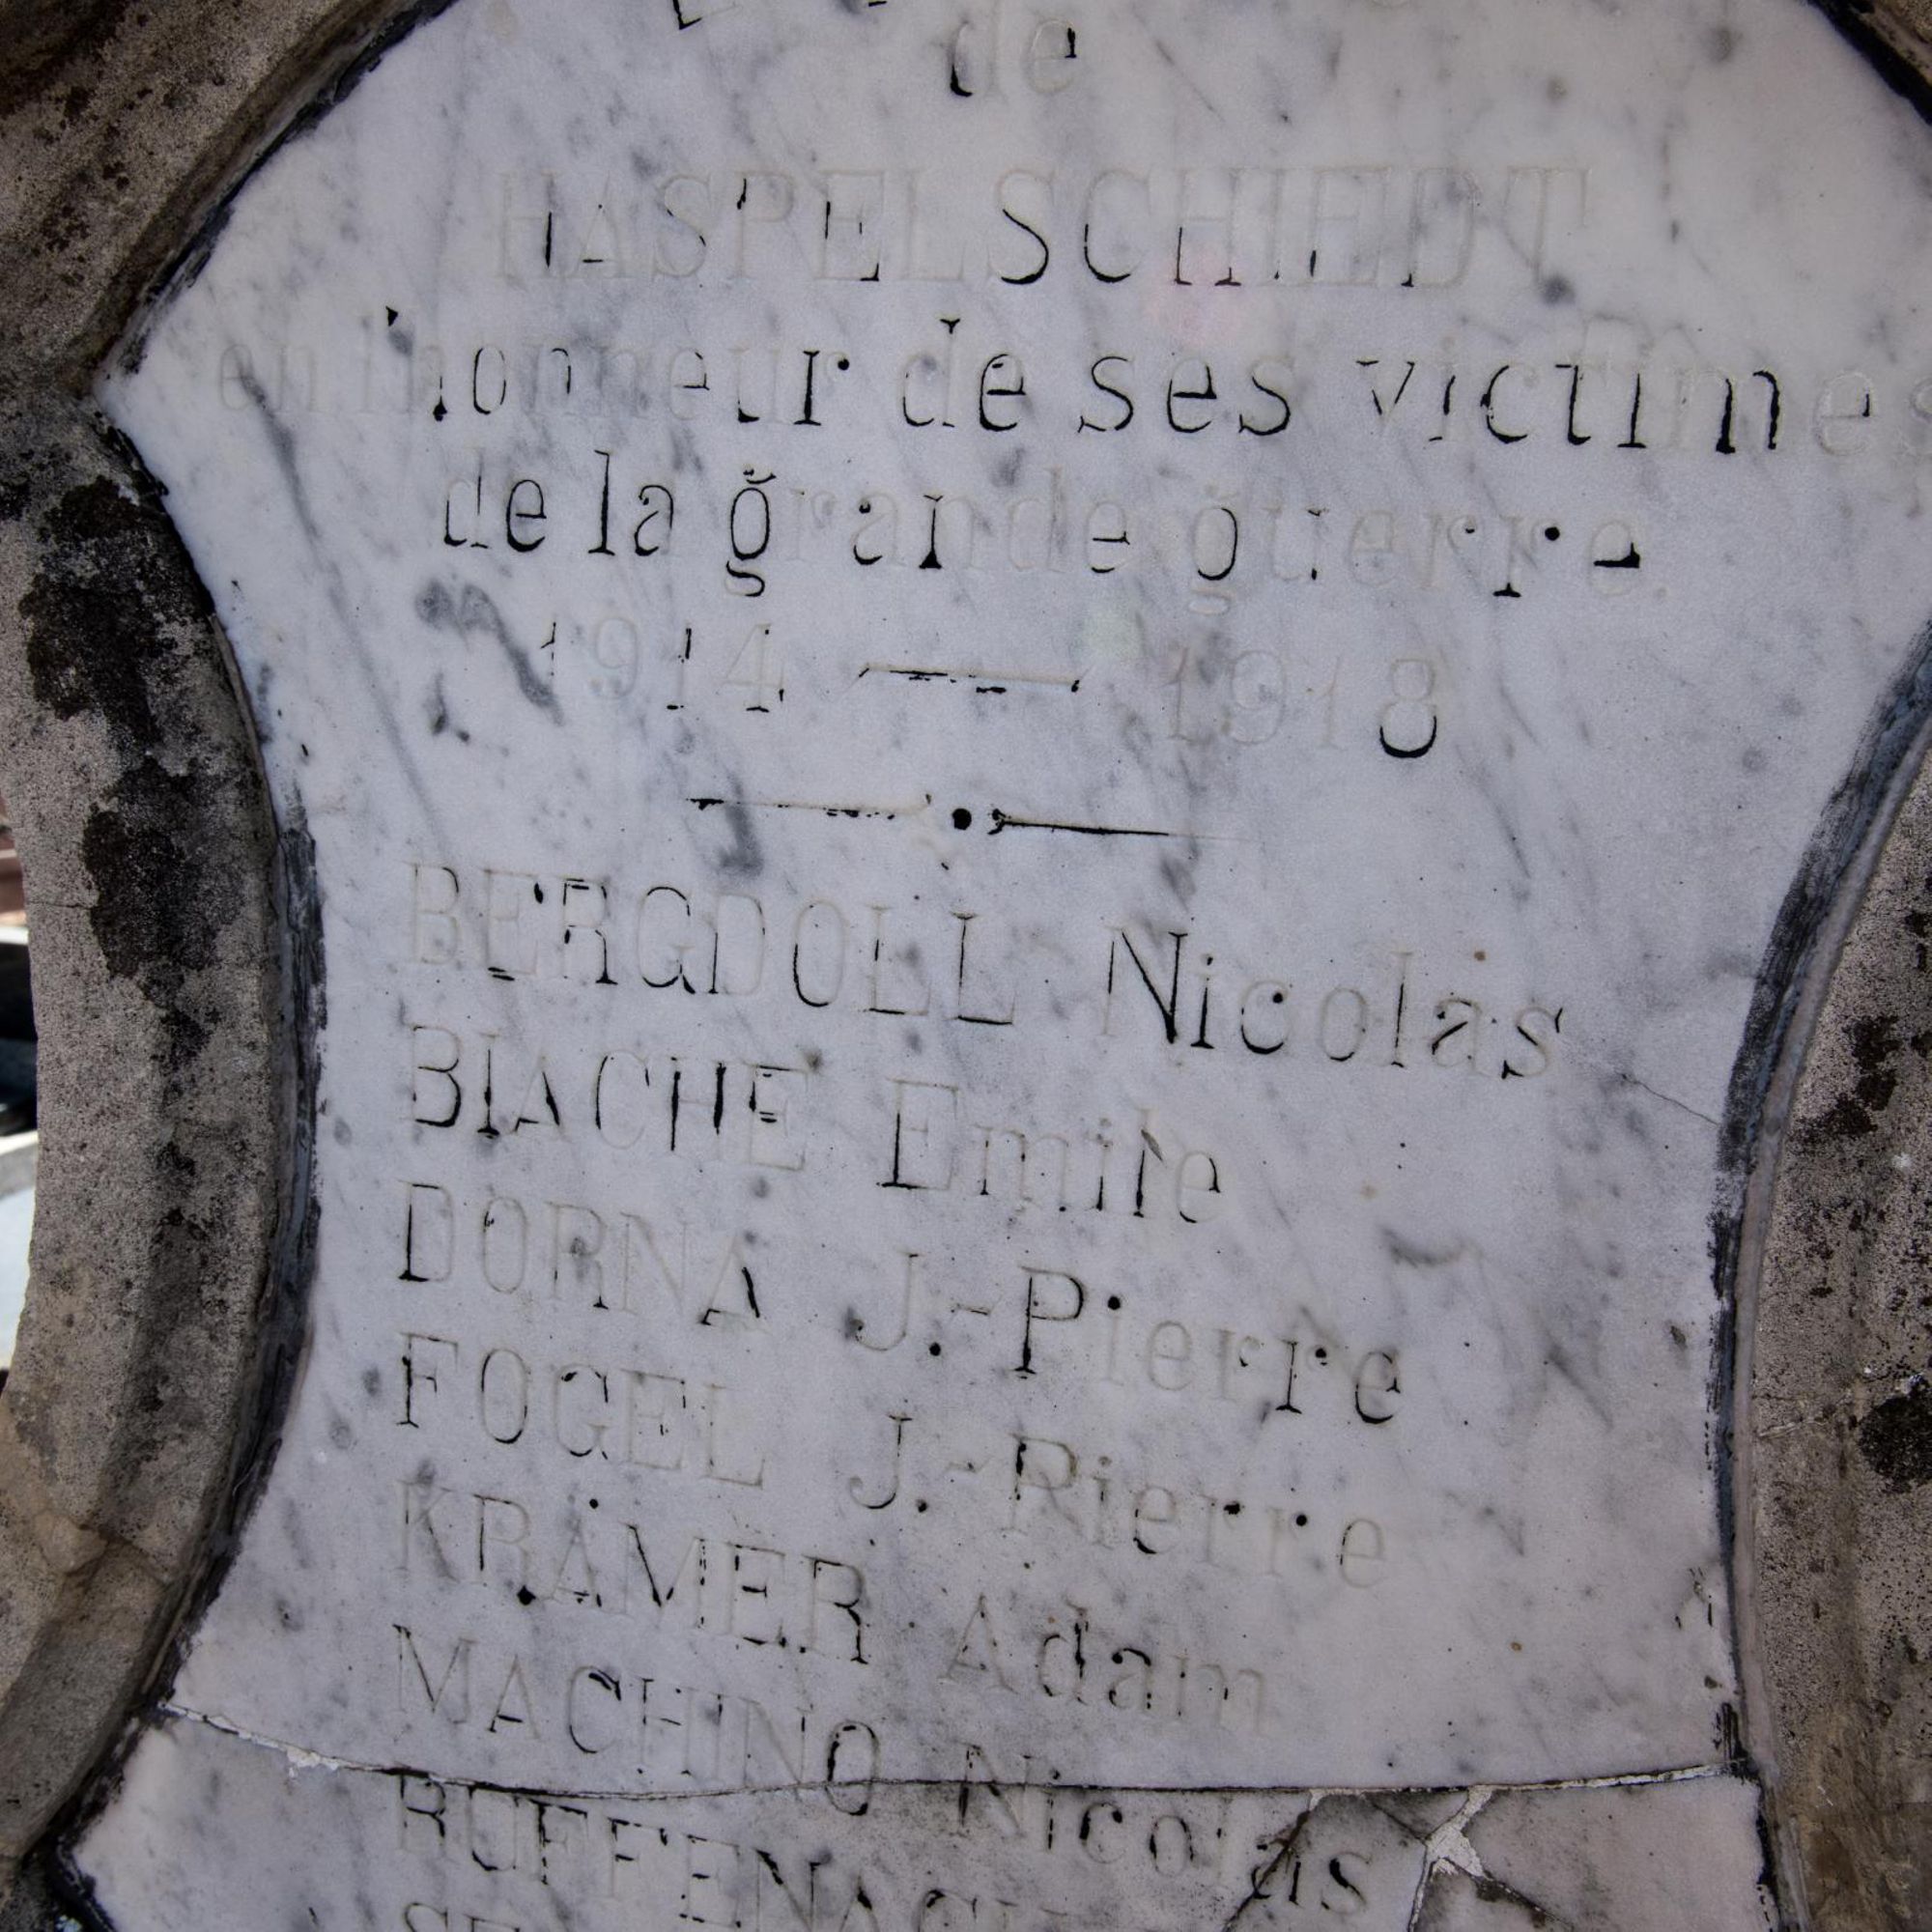 de
HASPELSCHIEDT
en l'honneur de ses victimes
de la grande guerre.
1914 — 1918
BERGDOLL Nicolas
BIACHE Emile
DORNA J.-Pierre
FOGEL J.-Pierre
KRÄMER Adam
MACHINO Nicolas